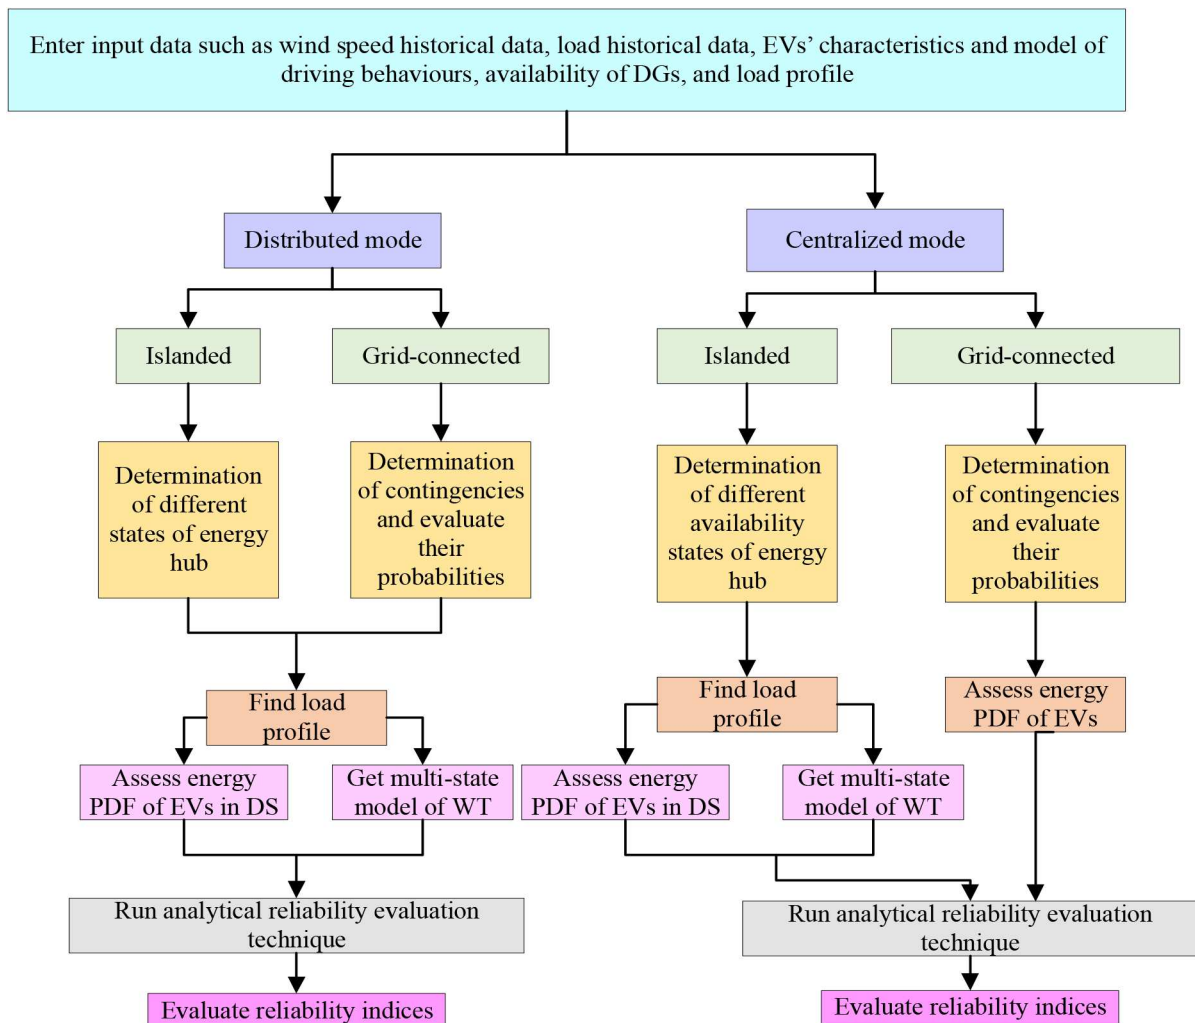 Enter input data such as wind speed historical data, load historical data, EVs’ characteristics and model of
driving behaviours, availability of DGs, and load profile
Distributed mode
Centralized mode
Islanded
Grid-connected
Islanded
Grid-connected
Determination
of different
states of energy
hub
Determination
of contingencies
and evaluate
their
probabilities
Determination
of different
availability
states of energy
hub
Determination
of contingencies
and evaluate
their
probabilities
Find load
profile
Find load
profile
Assess energy
PDF of EVs
Assess energy
PDF of EVs in DS
Get multi-state
model of WT
Assess energy
PDF of EVs in DS
Get multi-state
model of WT
Run analytical reliability evaluation
technique
Run analytical reliability evaluation
technique
Evaluate reliability indices
Evaluate reliability indices